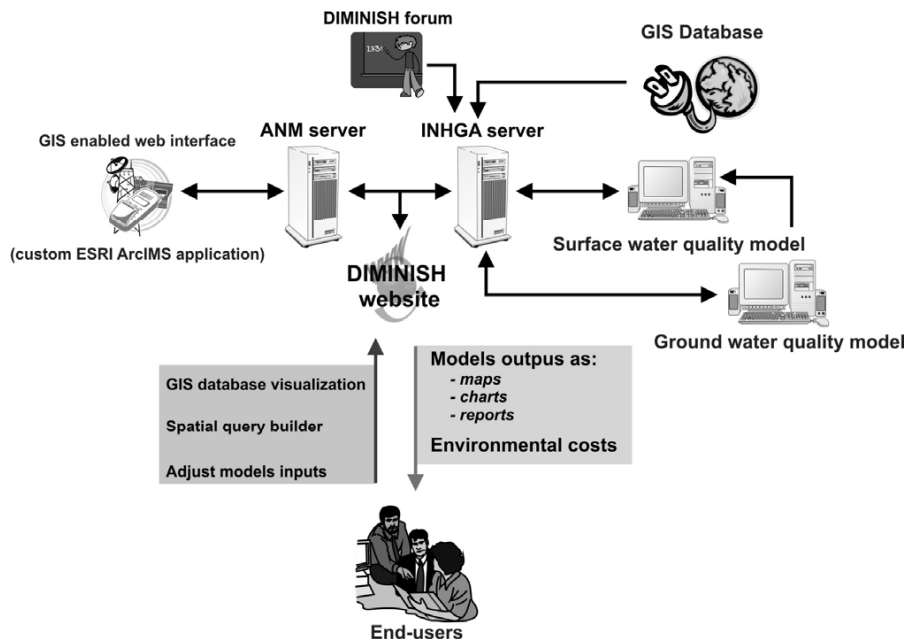 DIMINISH forum
GIS Database
ANM server
INHGA server
GIS enabled web interface
(custom ESRI ArcIMS application)
Surface water quality model
DIMINISH
website
Ground water quality model
GIS database visualization
Spatial query builder
Adjust models inputs
Models outpus as:
- maps
- charts
- reports
Environmental costs
End-users